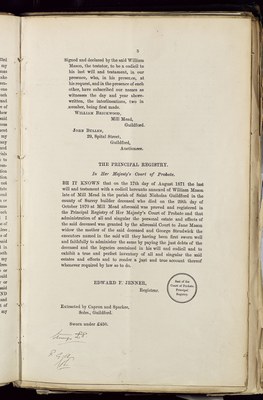 3
Signed and declared by the said William
Mason, the testator, to be a codicil to
his last will and testament, in our
presence, who, in his presence, at
his request, and in the presence of each
other, have subscribed our names as
witnesses the day and year above-
written, the interlineations, two in
number, being first made.
WILLIAM
Mill Mead,
Guildford.
JOHN
29, Spital Street,
Guildford,
Auctioneer.
THE PRINCIPAL REGISTRY.
In Her Majesty's Court of Probate.
BE IT KNOWN that on the 17th day of August 1871 the last
will and testament with a codicil hereunto annexed of William Mason
late of Mill Mead in the parish of Saint Nicholas Guildford in the
county of Surrey builder deceased who died on the 30th day of
October 1870 at Mill Mead aforesaid was proved and registered in
the Principal Registry of Her Majesty's Court of Probate and that
administration of all and singular the personal estate and effects of
the said deceased was granted by the aforesaid Court to Jane Mason
widow the mother of the said deceased and George Strudwick the
executors named in the said will they having been first sworn well
and faithfully to administer the same by paying the just debts of the
deceased and the legacies contained in his will and codicil and to
exhibit a true and perfect inventory of all and singular the said
estate and effects and to render a just and true account thereof
whenever required by law so to do.
EDWARD F. JENNER,
Registrar.
Seal of the
Court of Probate
Principal
Registry
Extracted by Capron and Sparkes,
Solrs., Guildford.
Sworn under £450.